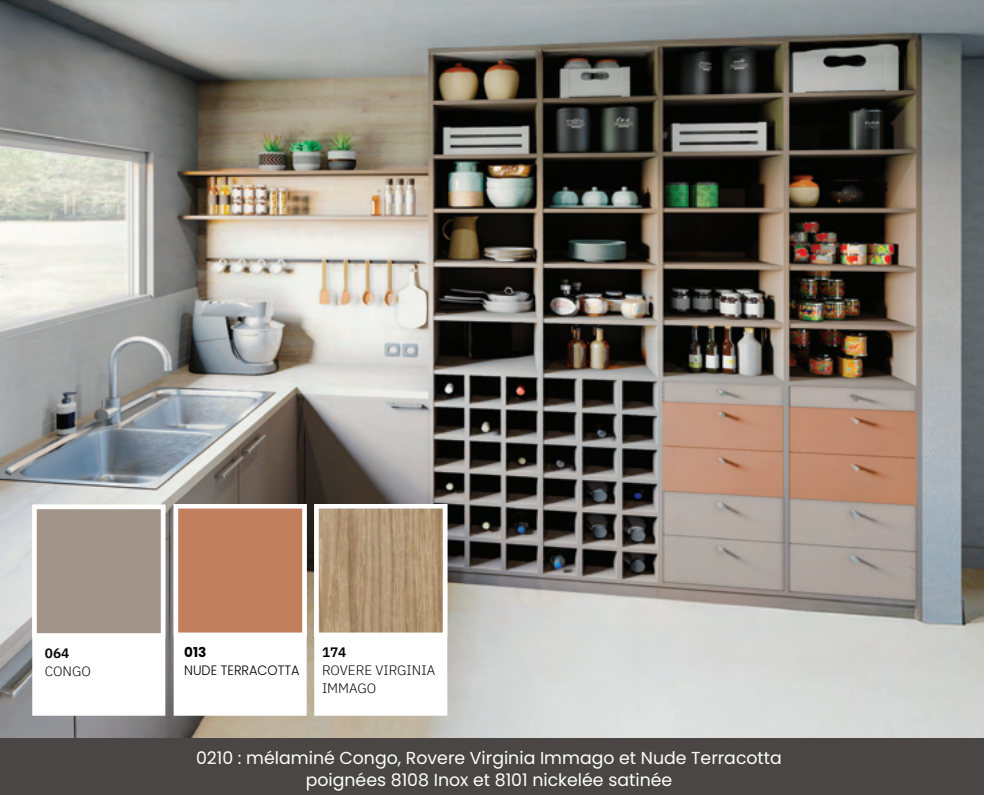 064
CONGO
013
NUDE TERRACOTTA
174
ROVERE VIRGINIA
IMMAGO
0210 : mélaminé Congo, Rovere Virginia Immago et Nude Terracotta
poignées 8108 Inox et 8101 nickelée satinée